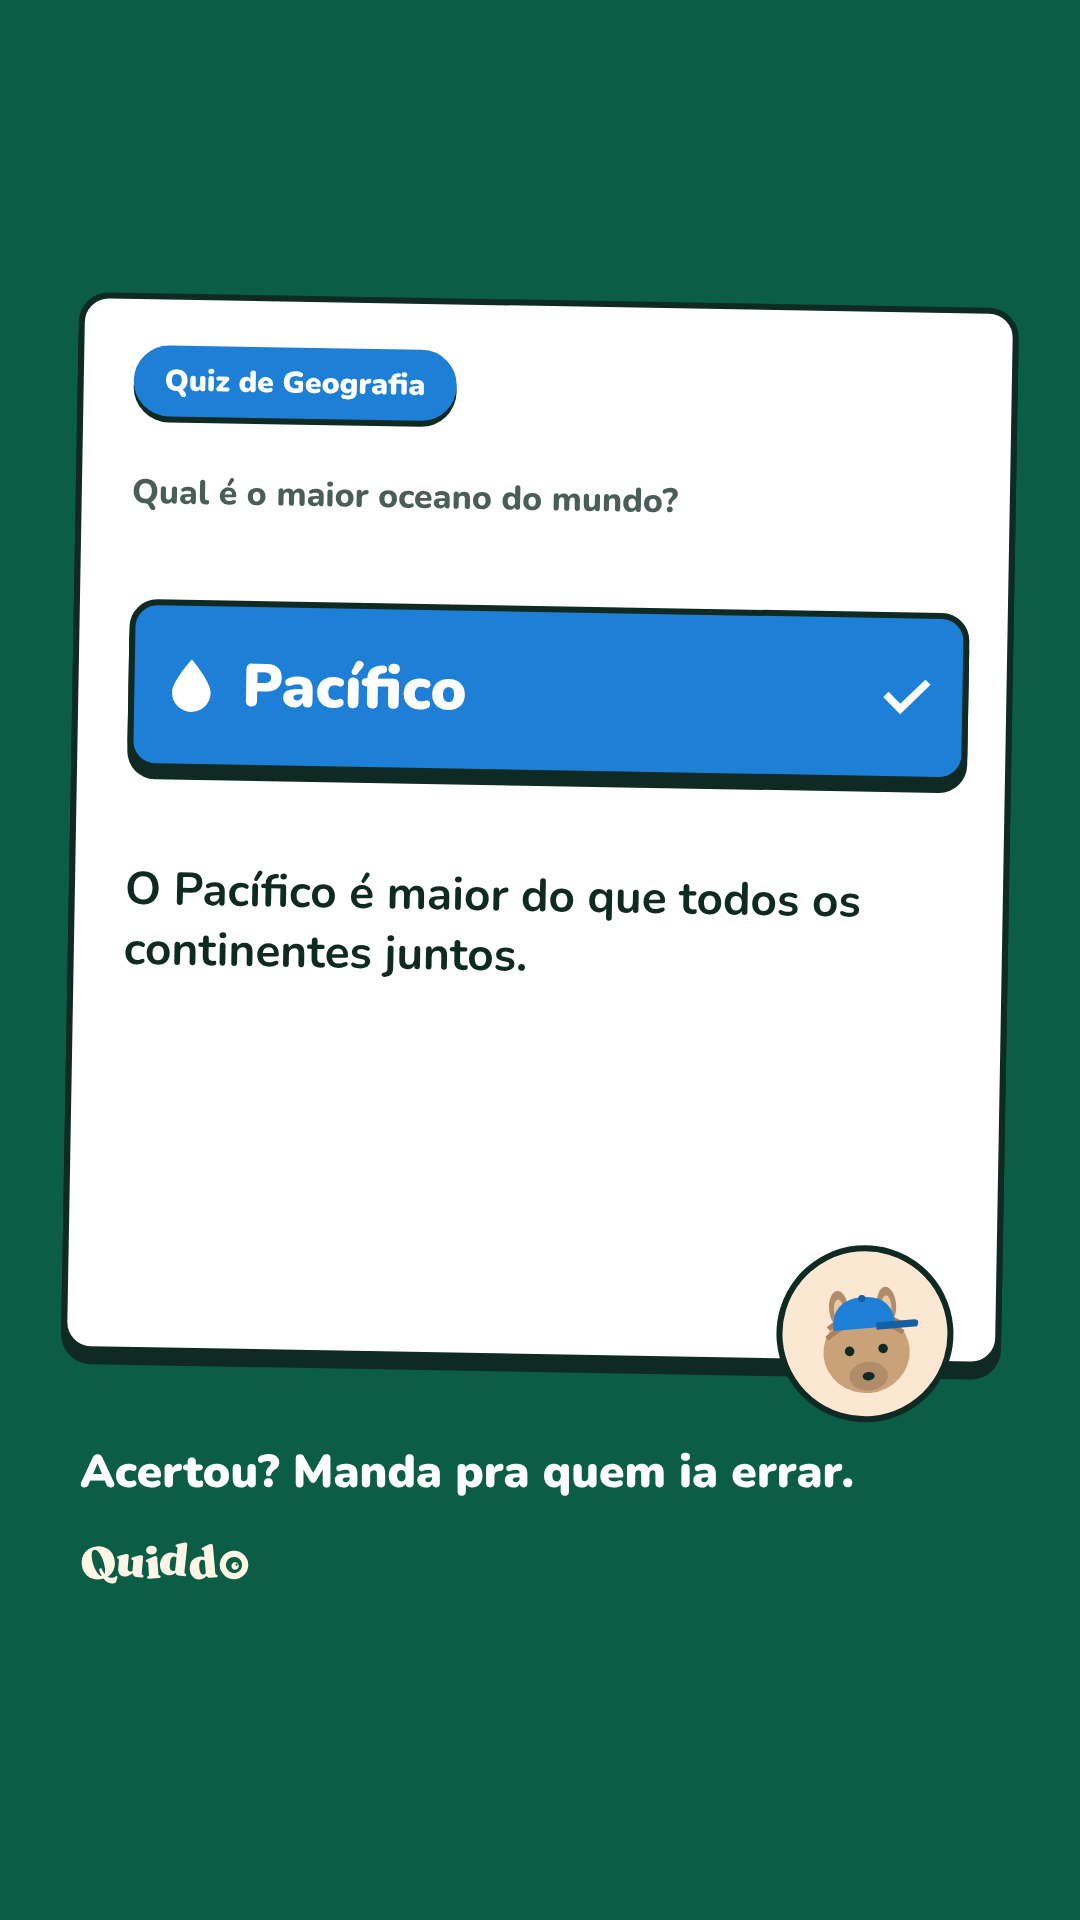 Quiz de Geografia
Qual é o maior oceano do mundo?
Pacífico
O Pacífico é maior do que todos os
continentes juntos.
Acertou? Manda pra quem ia errar.
Quiddo